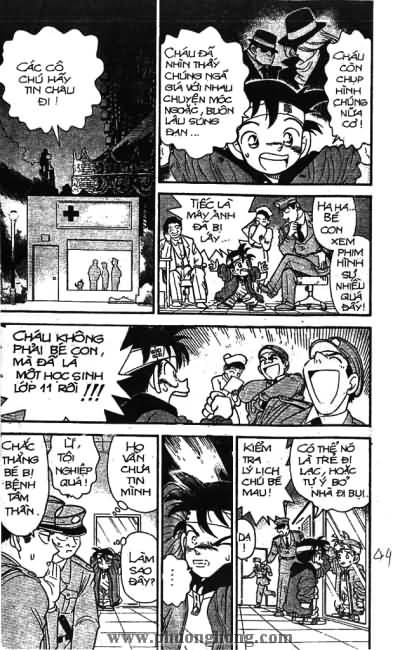 CHÁU
CÒN
CHỤP
HÌNH
CHÚNG
NỮA
CƠ!
CHÁU ĐÃ
NHÌN THẤY
CHÚNG NGÃ
GIÁ VỚI NHAU
CHUYỆN MÓC
NGOẶC, BUÔN
LẬU SÚNG
ĐẠN...
HA HA...
BÉ
CON
XEM
PHIM
HÌNH
SỰ
NHIỀU
QUÁ ĐẤY!
TIẾC LÀ
MÁY ẢNH
ĐÃ BỊ
LẤY...
CÁC CÔ
CHÚ HÃY
TIN CHÁU
ĐI!
CHÁU KHÔNG
PHẢI BÉ CON,
MÀ ĐÃ LÀ
MỘT HỌC SINH
LỚP 11 RỒI!!!
CÓ THỂ NÓ
LÀ TRẺ ĐI
LẠC, HOẶC
TỰ Ý BỎ
NHÀ ĐI BỤI.
KIỂM
TRA
LÝ LỊCH
CHÚ BÉ
MAU!
DẠ!
HỌ
VẪN
CHƯA
TIN
MÌNH
LÀM
SAO
ĐÂY?
Ừ,
TỘI
NGHIỆP
QUÁ!
CHẮC
THẰNG
BÉ BỊ
BỆNH
TÂM
THẦN.
49
www.phudonghong.com